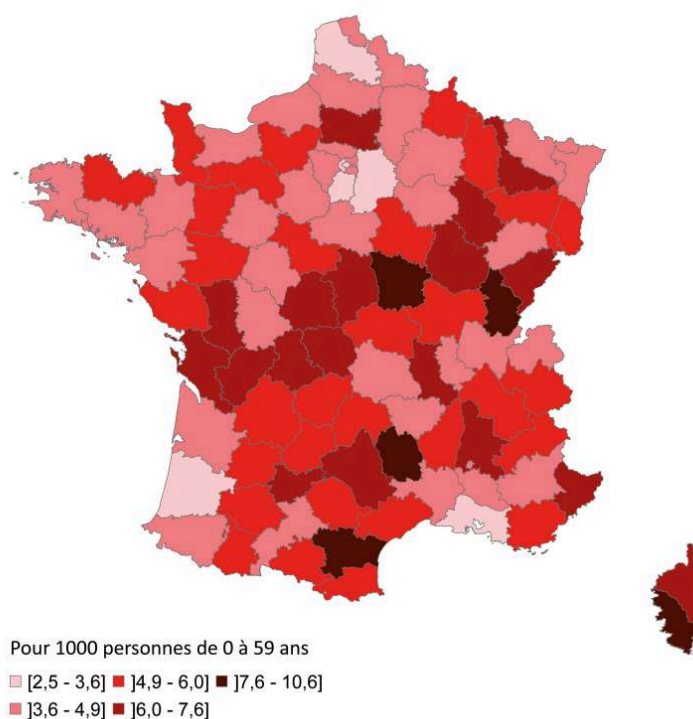 Pour 1000 personnes de 0 à 59 ans
]2,5 - 3,6] ]4,9 - 6,0] ]7,6 - 10,6]
]3,6 - 4,9] ]6,0 - 7,6]